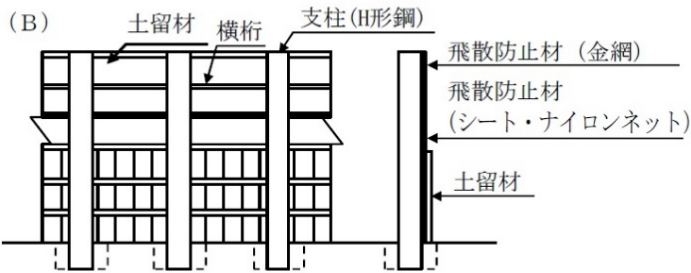 (B)
土留材
横桁
支柱(H形鋼)
飛散防止材（金網）
飛散防止材
(シート・ナイロンネット)
土留材